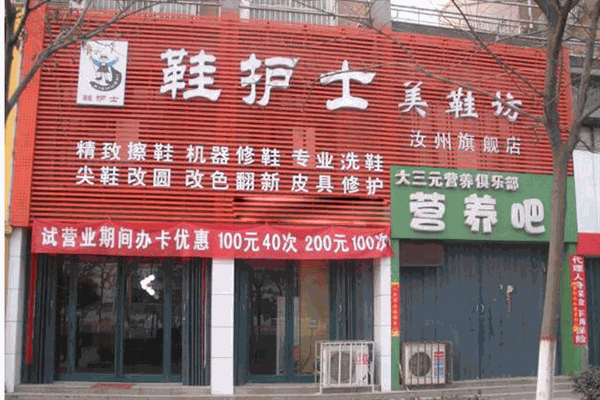 鞋护士
鞋护士 美鞋坊
汝州旗舰店
精致擦鞋 机器修鞋 专业洗鞋
尖鞋改圆 改色翻新 皮具修护
大三元营养俱乐部
营养吧
试营业期间办卡优惠 100元40次 200元100次